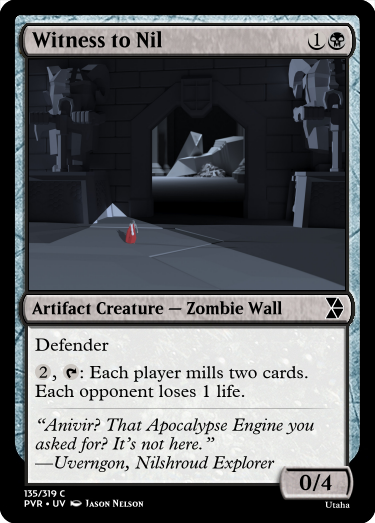 Witness to Nil 1
Artifact Creature — Zombie Wall
Defender
2, : Each player mills two cards.
Each opponent loses 1 life.
"Anivir? That Apocalypse Engine you
asked for? It's not here."
—Uverngon, Nilshroud Explorer
0/4
135/319 C
PVR • UV Jason Nelson
Utaha